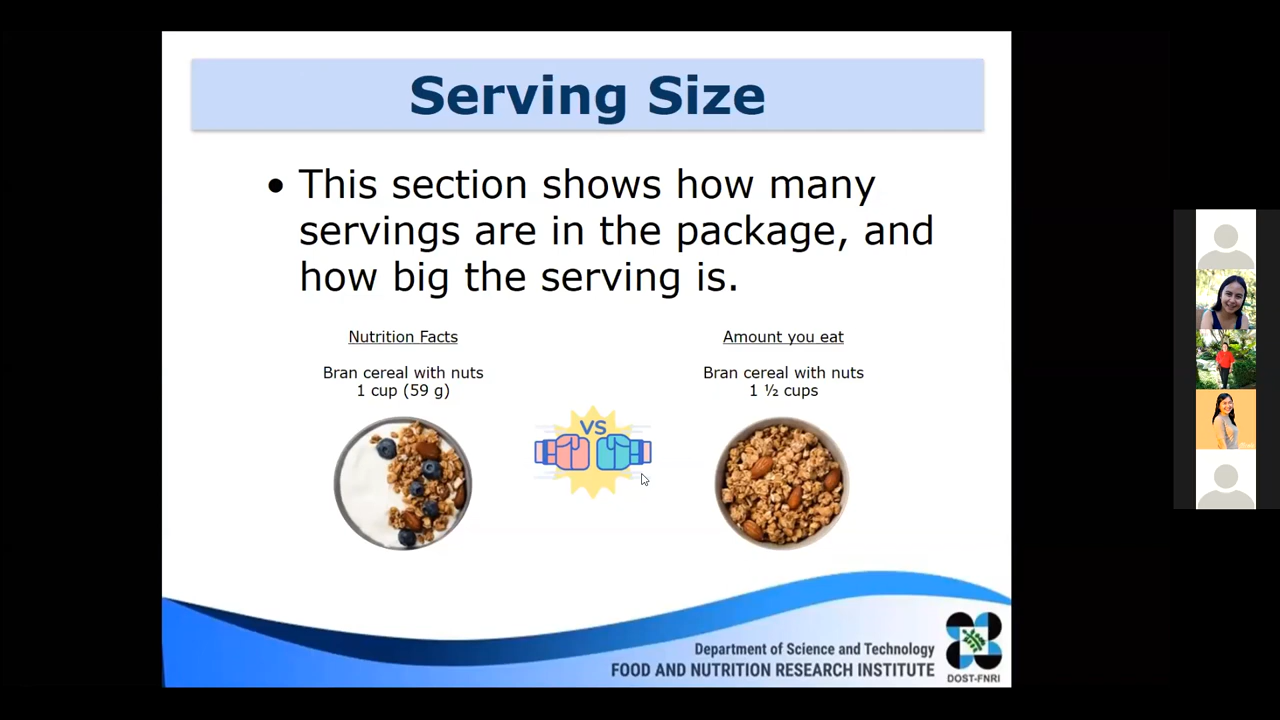 Serving Size
• This section shows how many
servings are in the package, and
how big the serving is.
Nutrition Facts
Bran cereal with nuts
1 cup (59 g)
VS
Amount you eat
Bran cereal with nuts
1 ½ cups
Department of Science and Technology
FOOD AND NUTRITION RESEARCH INSTITUTE
DOST-FNRI